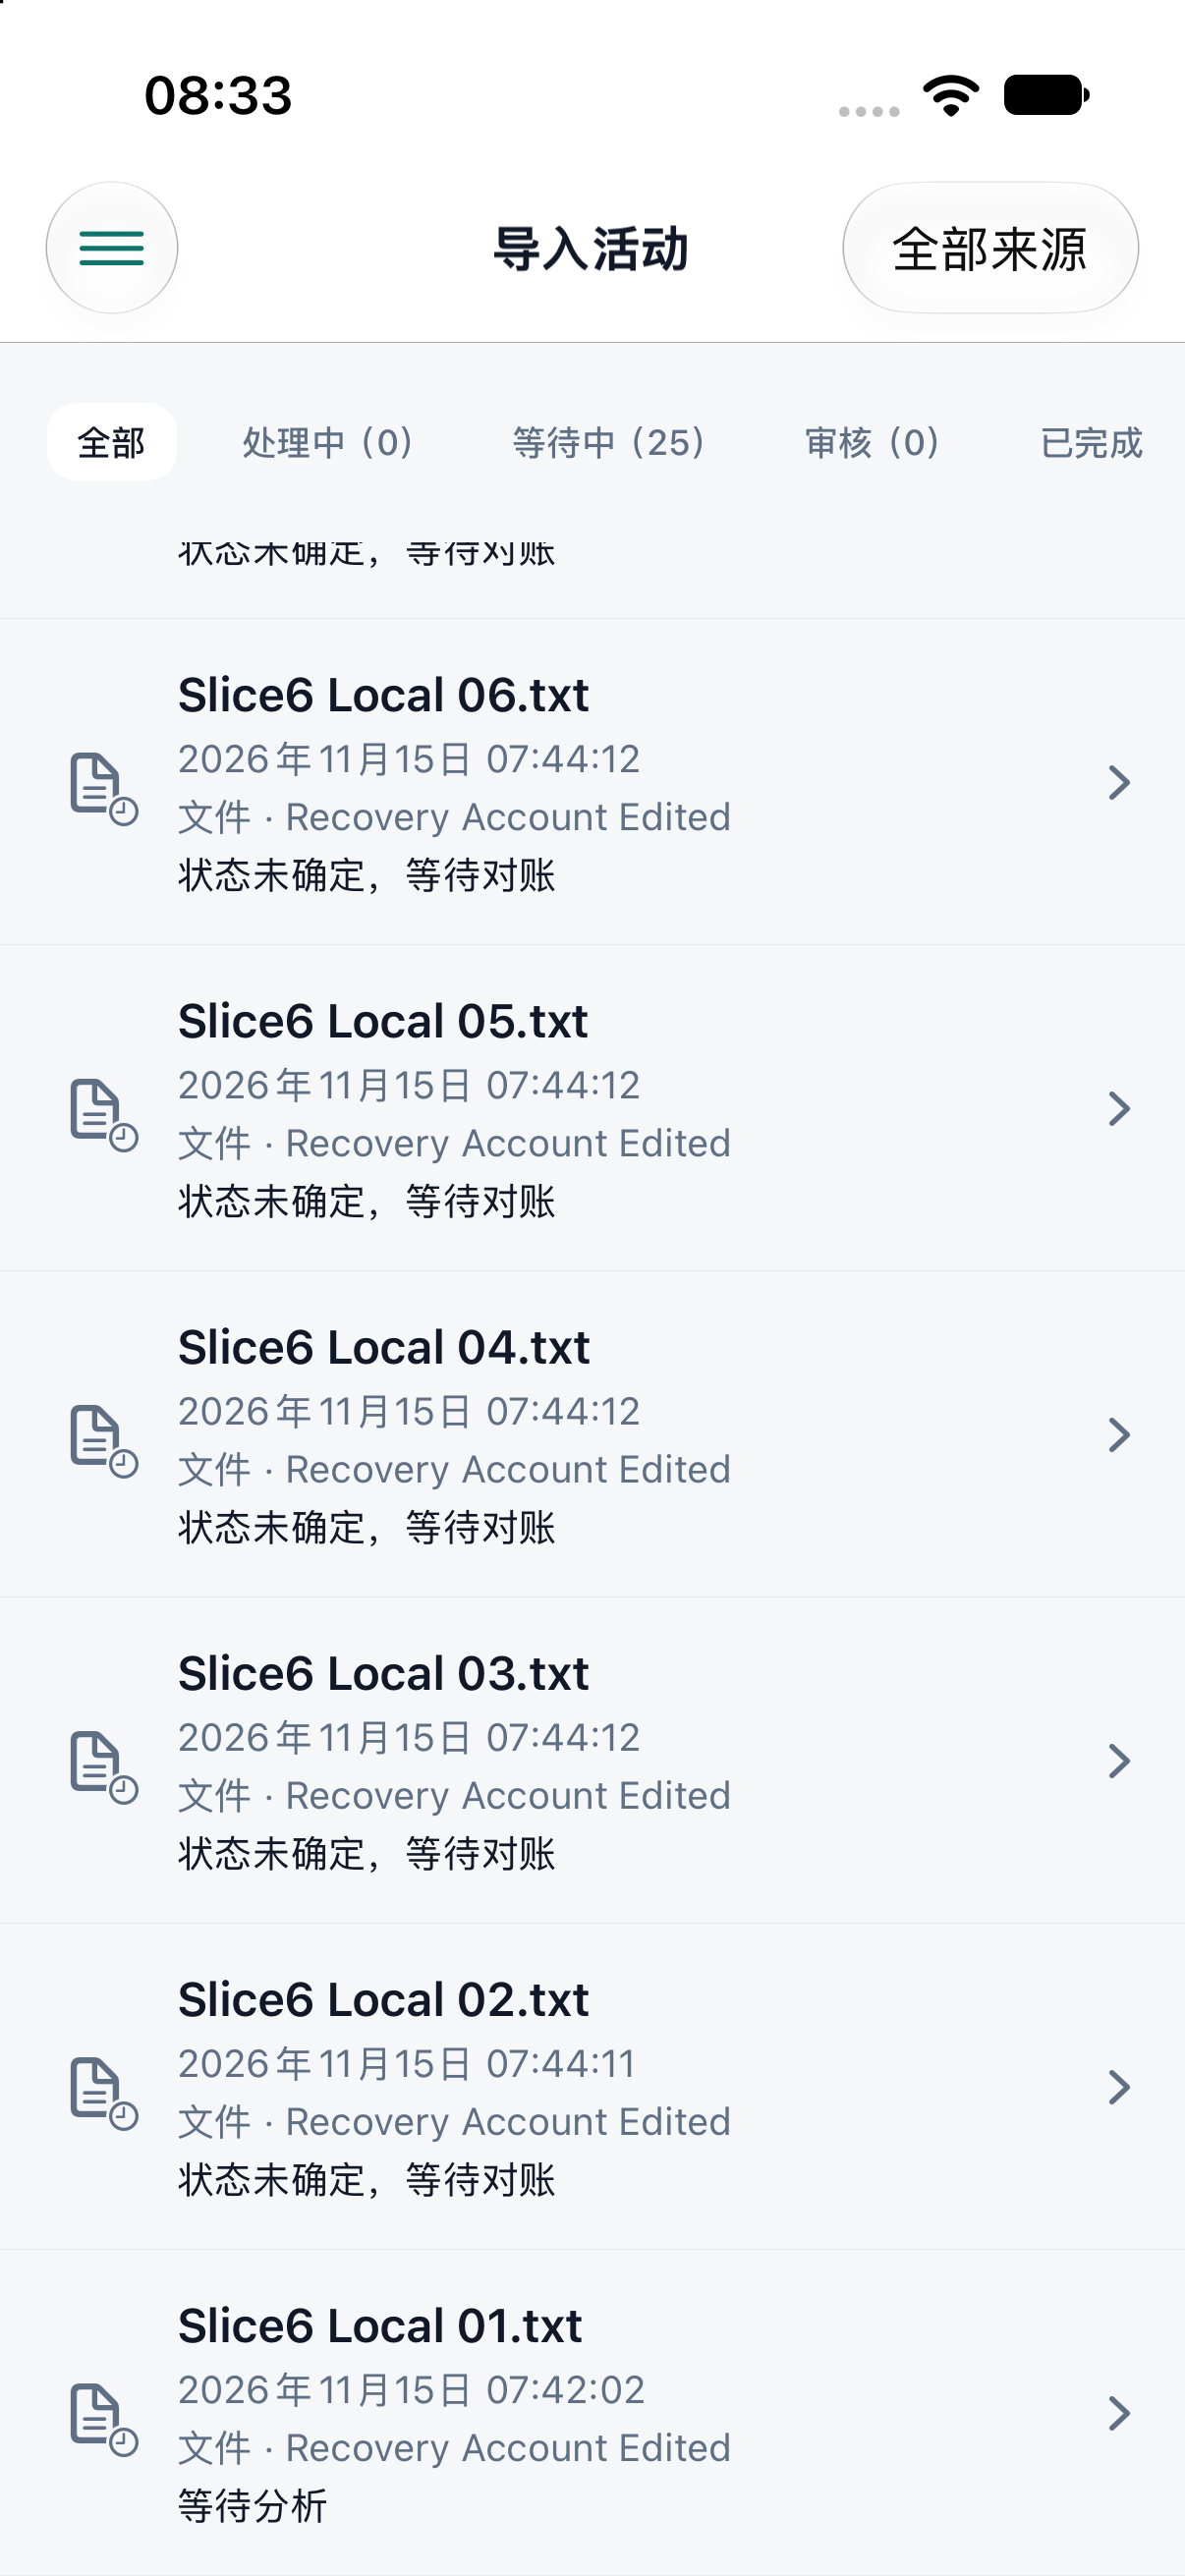 08:33
导入活动
全部来源
全部
处理中 (0)
等待中 (25)
审核 (0)
已完成
状态未确定，等待对账
Slice6 Local 06.txt
2026年11月15日 07:44:12
文件 · Recovery Account Edited
状态未确定，等待对账
Slice6 Local 05.txt
2026年11月15日 07:44:12
文件 · Recovery Account Edited
状态未确定，等待对账
Slice6 Local 04.txt
2026年11月15日 07:44:12
文件 · Recovery Account Edited
状态未确定，等待对账
Slice6 Local 03.txt
2026年11月15日 07:44:12
文件 · Recovery Account Edited
状态未确定，等待对账
Slice6 Local 02.txt
2026年11月15日 07:44:11
文件 · Recovery Account Edited
状态未确定，等待对账
Slice6 Local 01.txt
2026年11月15日 07:42:02
文件 · Recovery Account Edited
等待分析